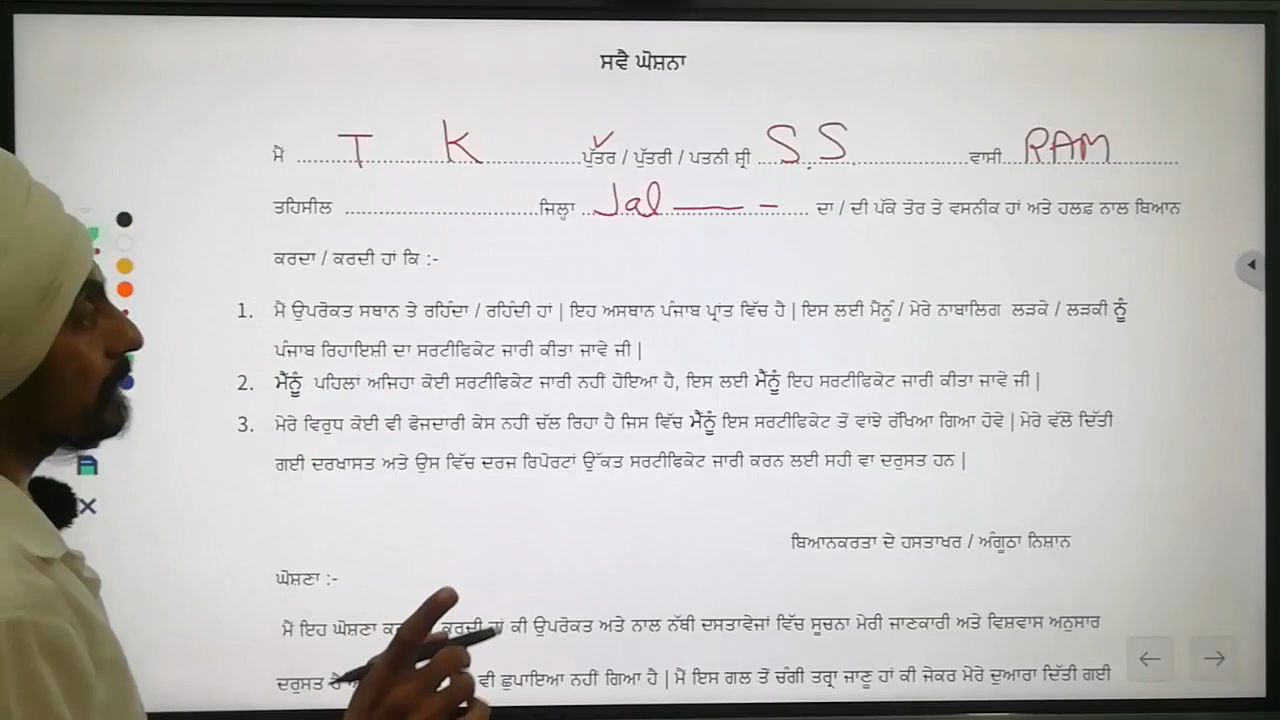 ਸਵੈ ਘੋਸ਼ਨਾ
ਮੈਂ ....T K.... ਪੁੱਤਰ / ਪੁੱਤਰੀ / ਪਤਨੀ ਸ਼੍ਰੀ ....S.S.... ਵਾਸੀ....RAM....
ਤਹਿਸੀਲ ........ਜਿਲ੍ਹਾ ....Jal.... ਦਾ / ਦੀ ਪੱਕੇ ਤੋਰ ਤੇ ਵਸਨੀਕ ਹਾਂ ਅਤੇ ਹਲਫ਼ ਨਾਲ ਬਿਆਨ
ਕਰਦਾ / ਕਰਦੀ ਹਾਂ ਕਿ :-
1. ਮੈਂ ਉਪਰੋਕਤ ਸਥਾਨ ਤੇ ਰਹਿੰਦਾ / ਰਹਿੰਦੀ ਹਾਂ | ਇਹ ਅਸਥਾਨ ਪੰਜਾਬ ਪ੍ਰਾਂਤ ਵਿੱਚ ਹੈ | ਇਸ ਲਈ ਮੈਂਨੂੰ / ਮੇਰੇ ਨਾਬਾਲਿਗ ਲੜਕੇ / ਲੜਕੀ ਨੂੰ
ਪੰਜਾਬ ਰਿਹਾਇਸ਼ੀ ਦਾ ਸਰਟੀਫਿਕੇਟ ਜਾਰੀ ਕੀਤਾ ਜਾਵੇ ਜੀ |
2. ਮੈਂਨੂੰ ਪਹਿਲਾਂ ਅਜਿਹਾ ਕੋਈ ਸਰਟੀਫਿਕੇਟ ਜਾਰੀ ਨਹੀਂ ਹੋਇਆ ਹੈ, ਇਸ ਲਈ ਮੈਂਨੂੰ ਇਹ ਸਰਟੀਫਿਕੇਟ ਜਾਰੀ ਕੀਤਾ ਜਾਵੇ ਜੀ |
3. ਮੇਰੇ ਵਿਰੁਧ ਕੋਈ ਵੀ ਫੋਜਦਾਰੀ ਕੇਸ ਨਹੀਂ ਚੱਲ ਰਿਹਾ ਹੈ ਜਿਸ ਵਿੱਚ ਮੈਂਨੂੰ ਇਸ ਸਰਟੀਫਿਕੇਟ ਤੋਂ ਵਾਂਝੇ ਰੱਖਿਆ ਗਿਆ ਹੋਵੇ | ਮੇਰੇ ਵੱਲੋਂ ਦਿੱਤੀ
ਗਈ ਦਰਖਾਸਤ ਅਤੇ ਉਸ ਵਿੱਚ ਦਰਜ ਰਿਪੋਰਟਾਂ ਉੱਕਤ ਸਰਟੀਫਿਕੇਟ ਜਾਰੀ ਕਰਨ ਲਈ ਸਹੀ ਵਾ ਦਰੁਸਤ ਹਨ |
ਬਿਆਨਕਰਤਾ ਦੇ ਹਸਤਾਖਰ / ਅੰਗੂਠਾ ਨਿਸ਼ਾਨ
ਘੋਸ਼ਣਾ :-
ਮੈਂ ਇਹ ਘੋਸ਼ਣਾ ਕਰਦੀ ਹਾਂ ਕੀ ਉਪਰੋਕਤ ਅਤੇ ਨਾਲ ਨੱਥੀ ਦਸਤਾਵੇਜਾਂ ਵਿੱਚ ਸੂਚਨਾ ਮੇਰੀ ਜਾਣਕਾਰੀ ਅਤੇ ਵਿਸ਼ਵਾਸ ਅਨੁਸਾਰ
ਦਰੁਸਤ ਵੀ ਛੁਪਾਇਆ ਨਹੀਂ ਗਿਆ ਹੈ | ਮੈਂ ਇਸ ਗਲ ਤੋਂ ਚੰਗੀ ਤਰ੍ਹਾ ਜਾਣੂ ਹਾਂ ਕੀ ਜੇਕਰ ਮੇਰੇ ਦੁਆਰਾ ਦਿੱਤੀ ਗਈ